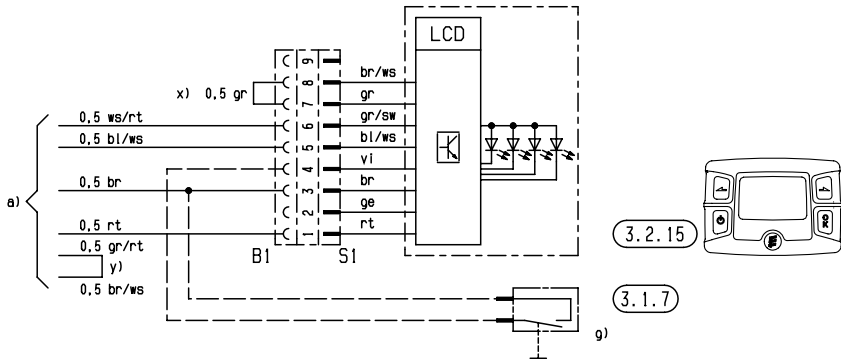 LCD
9
8
7
6
5
4
3
2
1
x) 0,5 gr
br/ws
gr
gr/sw
bl/ws
vi
br
ge
rt
a)
0,5 ws/rt
0,5 bl/ws
0,5 br
0,5 rt
0,5 gr/rt
y)
0,5 br/ws
B1
S1
3.2.15
3.1.7
g)
OK